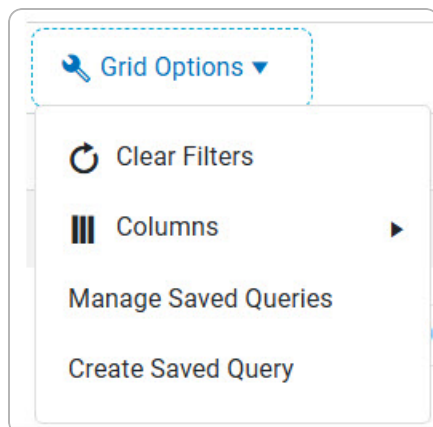 Grid Options
Clear Filters
Columns
Manage Saved Queries
Create Saved Query